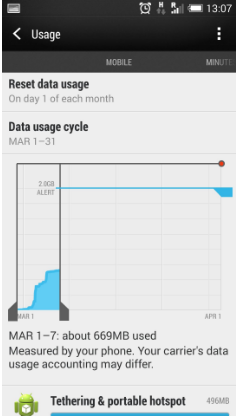 H R 13:07
Usage
MOBILE MINUTE
Reset data usage
On day 1 of each month
Data usage cycle
MAR 1–31
2.0GB
ALERT
MAR 1 APR 1
MAR 1–7: about 669MB used
Measured by your phone. Your carrier's data
usage accounting may differ.
Tethering & portable hotspot 496MB